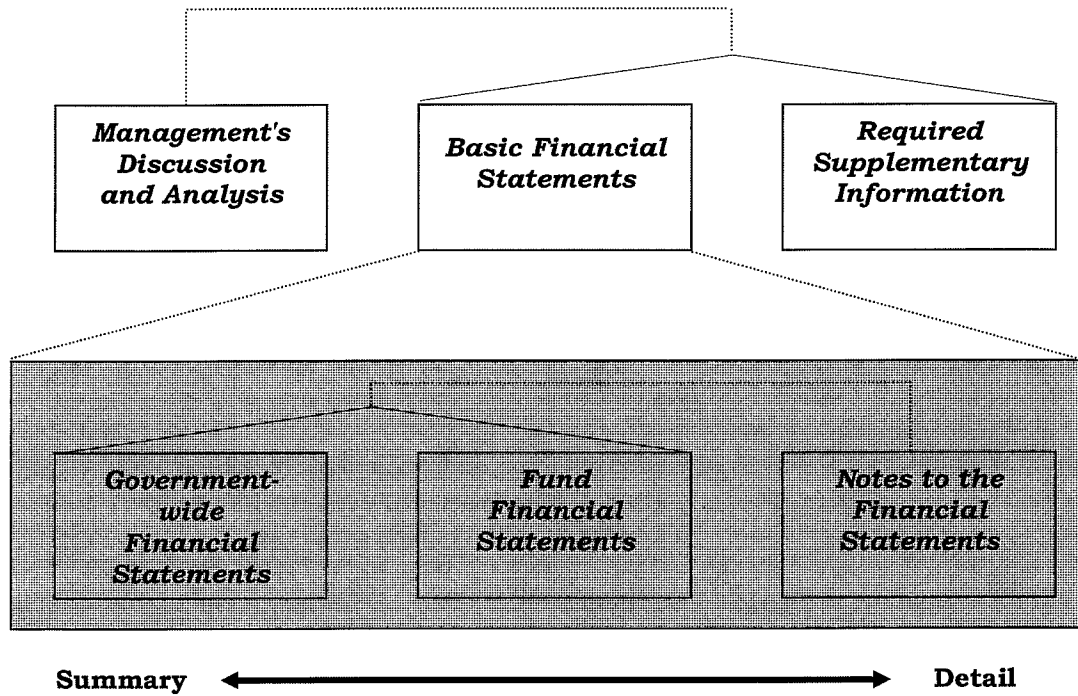 Management's
Discussion
and Analysis
Basic Financial
Statements
Required
Supplementary
Information
Government-
wide
Financial
Statements
Fund
Financial
Statements
Notes to the
Financial
Statements
Summary
Detail